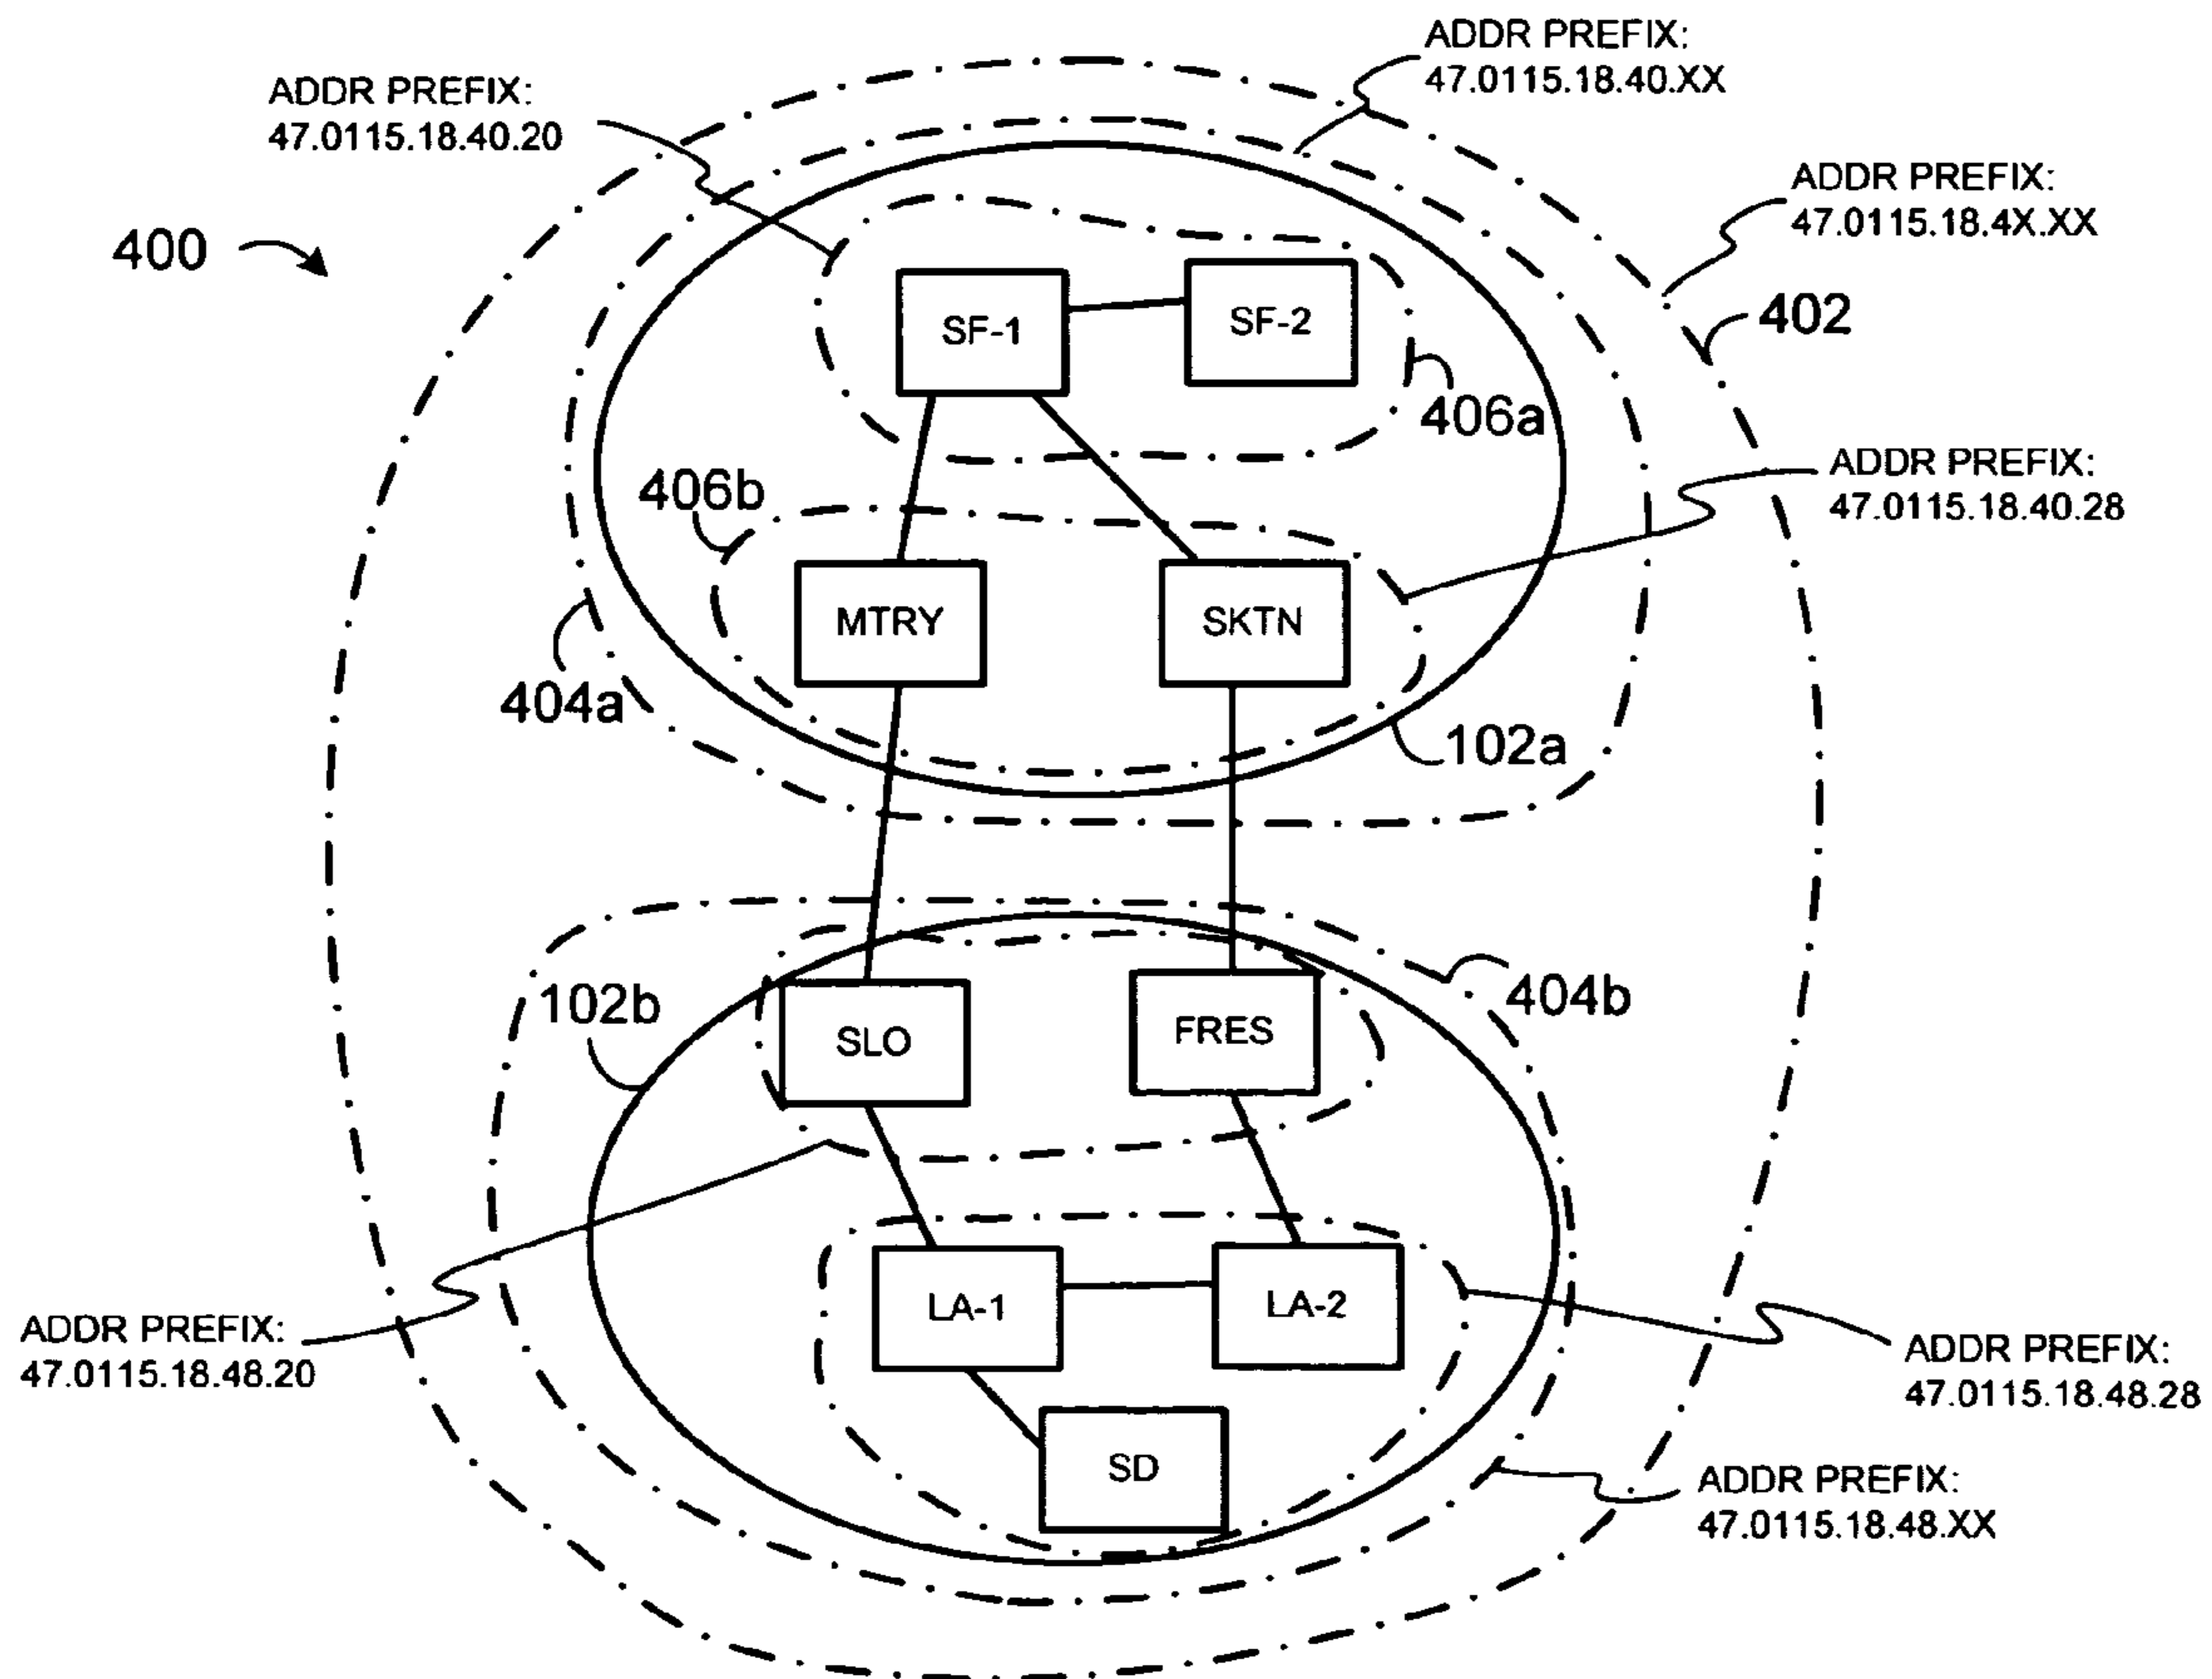 ADDR PREFIX:
47.0115.18.40.XX
ADDR PREFIX:
47.0115.18.40.20
ADDR PREFIX:
47.0115.18.4X.XX
400
402
SF-1
SF-2
406a
406b
ADDR PREFIX:
47.0115.18.40.28
MTRY
SKTN
404a
102a
102b
404b
SLO
FRES
LA-1
LA-2
ADDR PREFIX:
47.0115.18.48.20
ADDR PREFIX:
47.0115.18.48.28
SD
ADDR PREFIX:
47.0115.18.48.XX